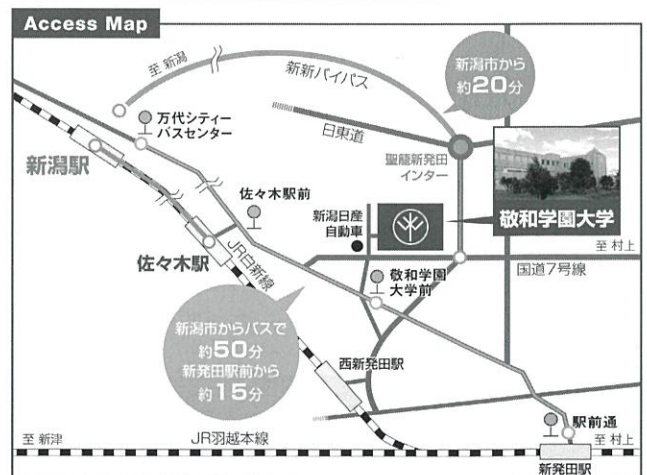 Access Map
至 新潟
新新バイパス
新潟市から
約20分
万代シティー
バスセンター
日東道
聖籠新発田
インター
新潟駅
佐々木駅前
新潟日産
自動車
敬和学園大学
至 村上
佐々木駅
JR白新線
敬和学園
大学前
国道7号線
新潟市からバスで
約50分
新発田駅前から
約15分
西新発田駅
駅前通
至 新津
JR羽越本線
至 村上
新発田駅